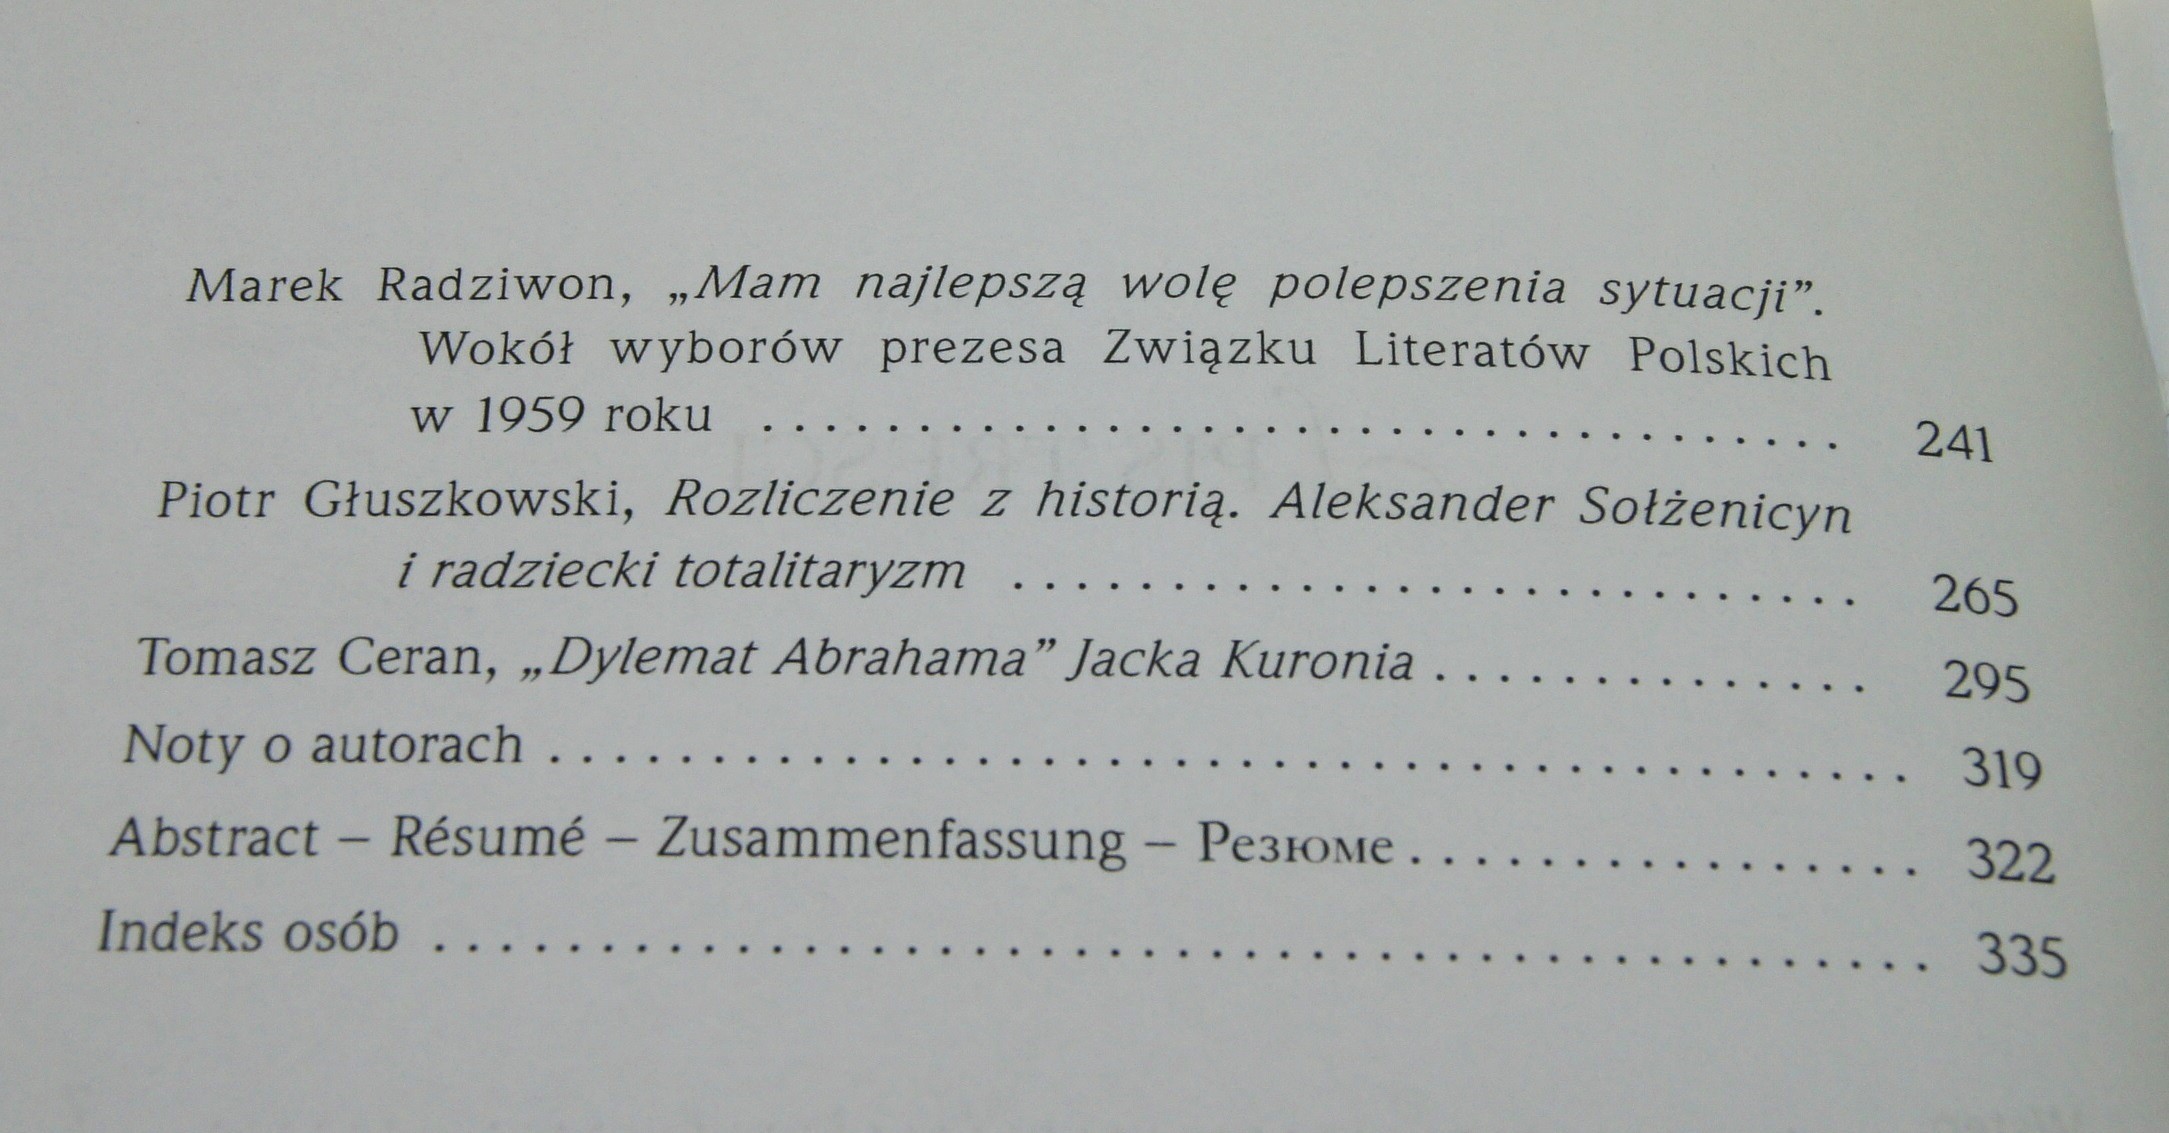 Marek Radziwon, „Mam najlepszą wolę polepszenia sytuacji”.
Wokół wyborów prezesa Związku Literatów Polskich
w 1959 roku . . . . . . . . . . . . . . . . . . . . . . . . . . . . . . . . . . . 241
Piotr Głuszkowski, Rozliczenie z historią. Aleksander Sołżenicyn
i radziecki totalitaryzm . . . . . . . . . . . . . . . . . . . . . . . . . . . 265
Tomasz Ceran, „Dylemat Abrahama” Jacka Kuronia . . . . . . . . . . . . . . 295
Noty o autorach . . . . . . . . . . . . . . . . . . . . . . . . . . . . . . . . . . . . . . . . . . 319
Abstract – Résumé – Zusammenfassung – Резюме . . . . . . . . . . . . . . . . 322
Indeks osób . . . . . . . . . . . . . . . . . . . . . . . . . . . . . . . . . . . . . . . . . . . . . 335